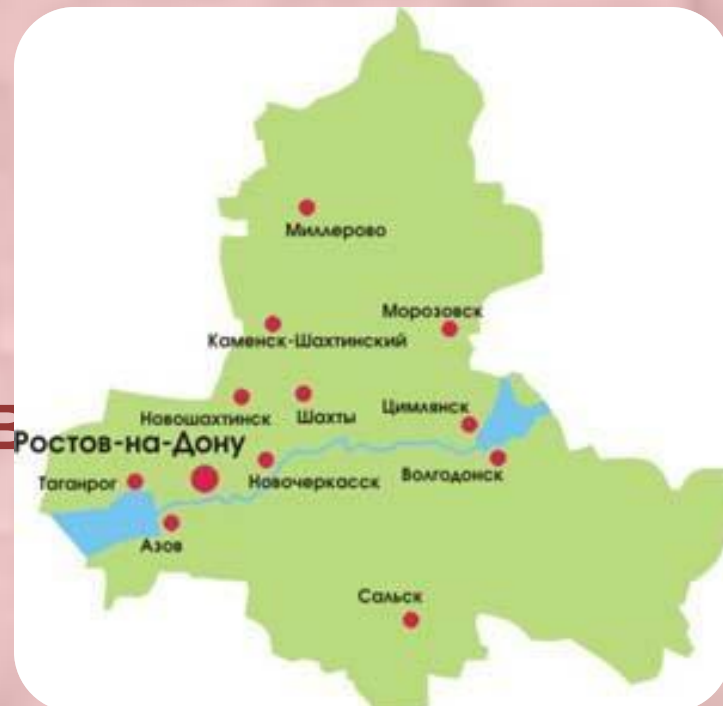 Миллерово
Морозовск
Каменск-Шахтинский
Новошахтинск
Шахты
Цимлянск
Ростов-на-Дону
Таганрог
Новочеркасск
Волгодонск
Азов
Сальск